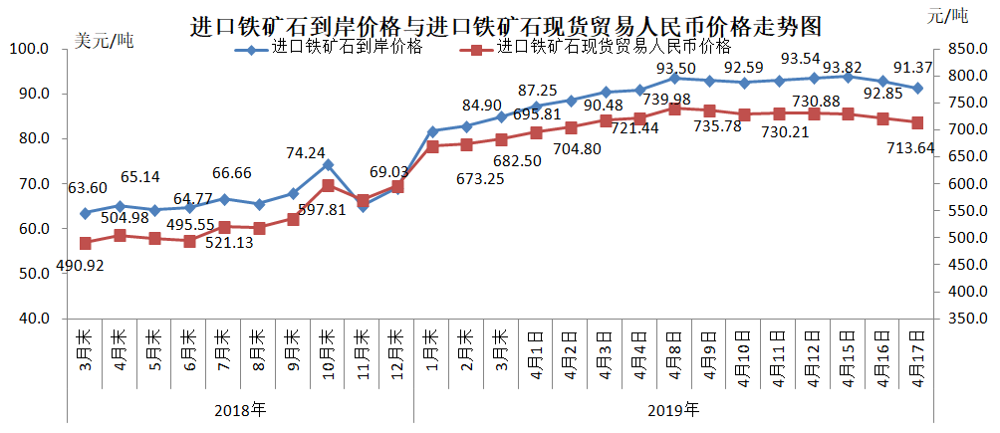 进口铁矿石到岸价格与进口铁矿石现货贸易人民币价格走势图
美元/吨
元/吨
进口铁矿石到岸价格
进口铁矿石现货贸易人民币价格
100.0
90.0
80.0
70.0
60.0
50.0
40.0
850.0
800.0
750.0
700.0
650.0
600.0
550.0
500.0
450.0
400.0
350.0
63.60
65.14
64.77
66.66
74.24
69.03
84.90
87.25
90.48
93.50
92.59
93.54
93.82
92.85
91.37
490.92
504.98
495.55
521.13
597.81
673.25
682.50
695.81
704.80
721.44
739.98
735.78
730.21
730.88
713.64
3月末
4月末
5月末
6月末
7月末
8月末
9月末
10月末
11月末
12月末
1月末
2月末
3月末
4月1日
4月2日
4月3日
4月4日
4月8日
4月9日
4月10日
4月11日
4月12日
4月15日
4月16日
4月17日
2018年
2019年